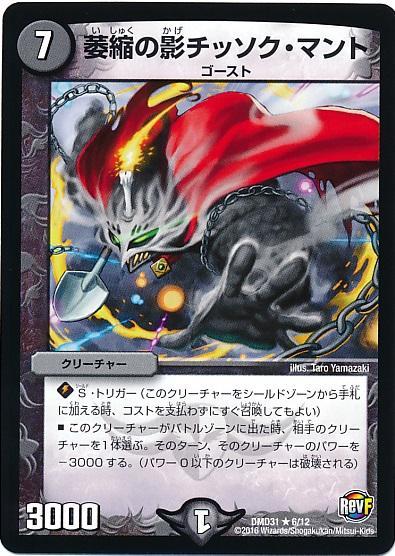 7
いしゅく かげ
萎縮の影チッソク・マント
ゴースト
illus. Taro Yamazaki
クリーチャー
S・トリガー(このクリーチャーをシールドゾーンから手札
に加える時、コストを支払わずにすぐ召喚してもよい)
■このクリーチャーがバトルゾーンに出た時、相手のクリー
チャーを1体選ぶ。そのターン、そのクリーチャーのパワーを
-3000する。(パワー0以下のクリーチャーは破壊される)
3000
RevF
DMD31 ★ 6/12
©2016 Wizards/Shogakukan/Mitsui-Kids